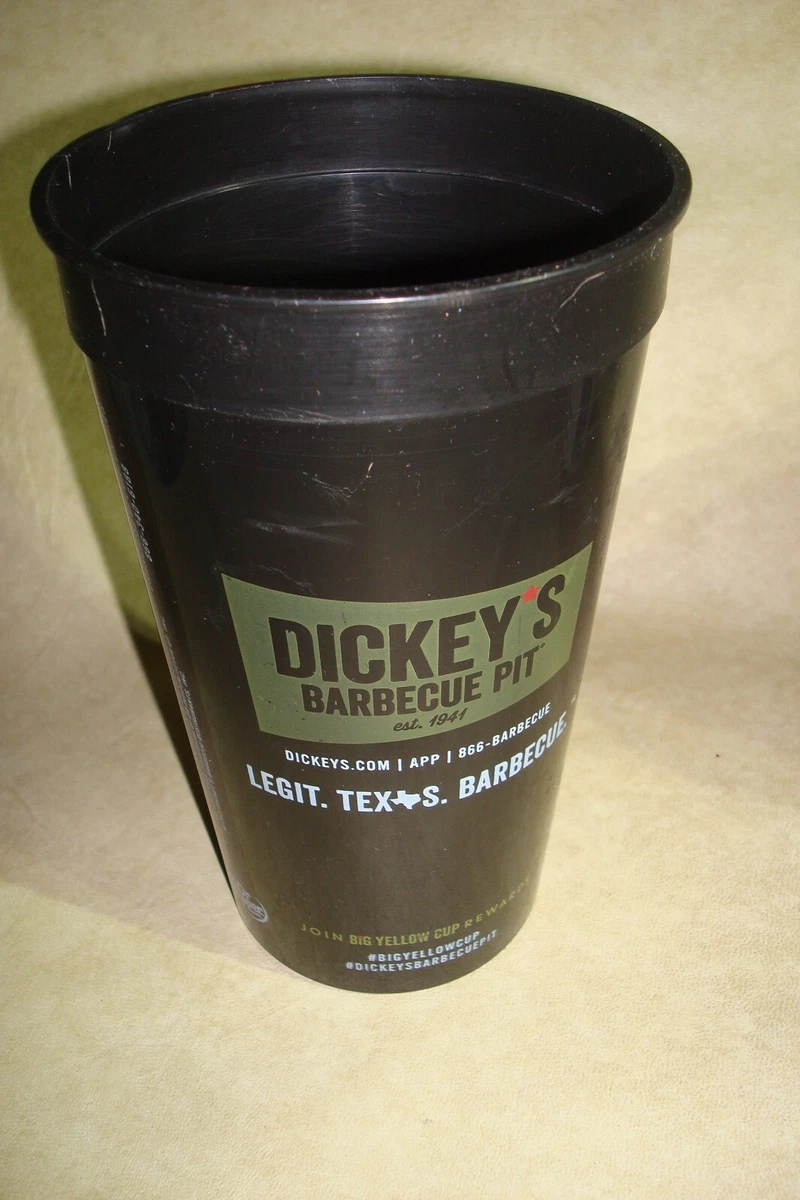 DICKEY'S
BARBECUE PIT
est. 1941
DICKEYS.COM | APP | 866-BARBECUE
LEGIT. TEXAS. BARBECUE.™
JOIN BIG YELLOW CUP REWARDS
#BIGYELLOWCUP
#DICKEYSBARBECUEPIT